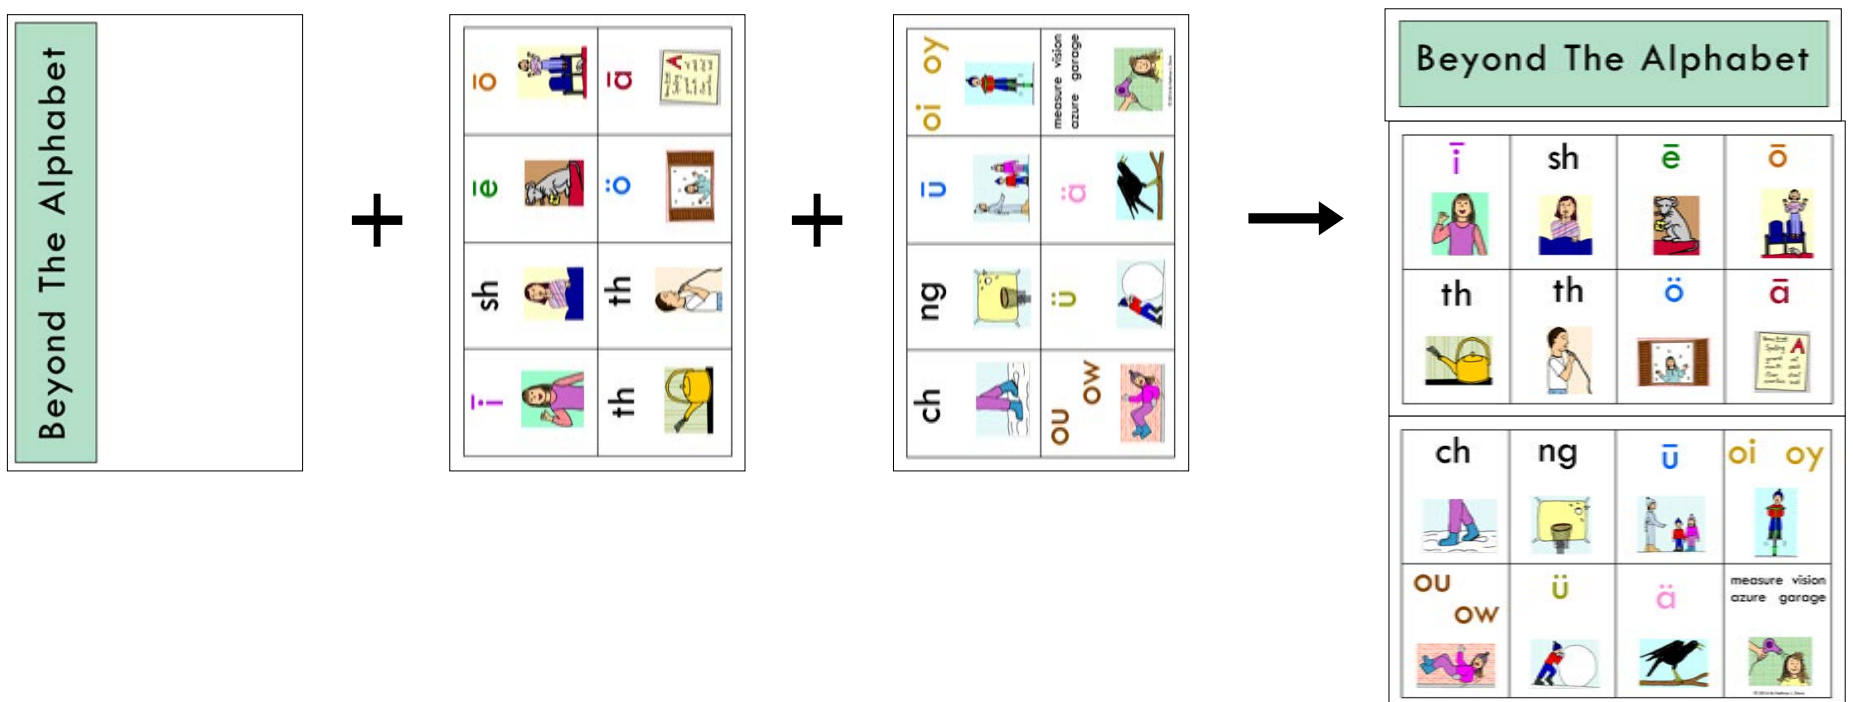 Beyond The Alphabet
+
ō
ā
ē
ö
sh
th
ī
th
+
oi oy
measure vision
azure garage
ū
ä
ng
ü
ch
ou
ow
Beyond The Alphabet
ī sh ē ō
th th ö ā
A
ch ng ū oi oy
ou ü ä measure vision
ow azure garage